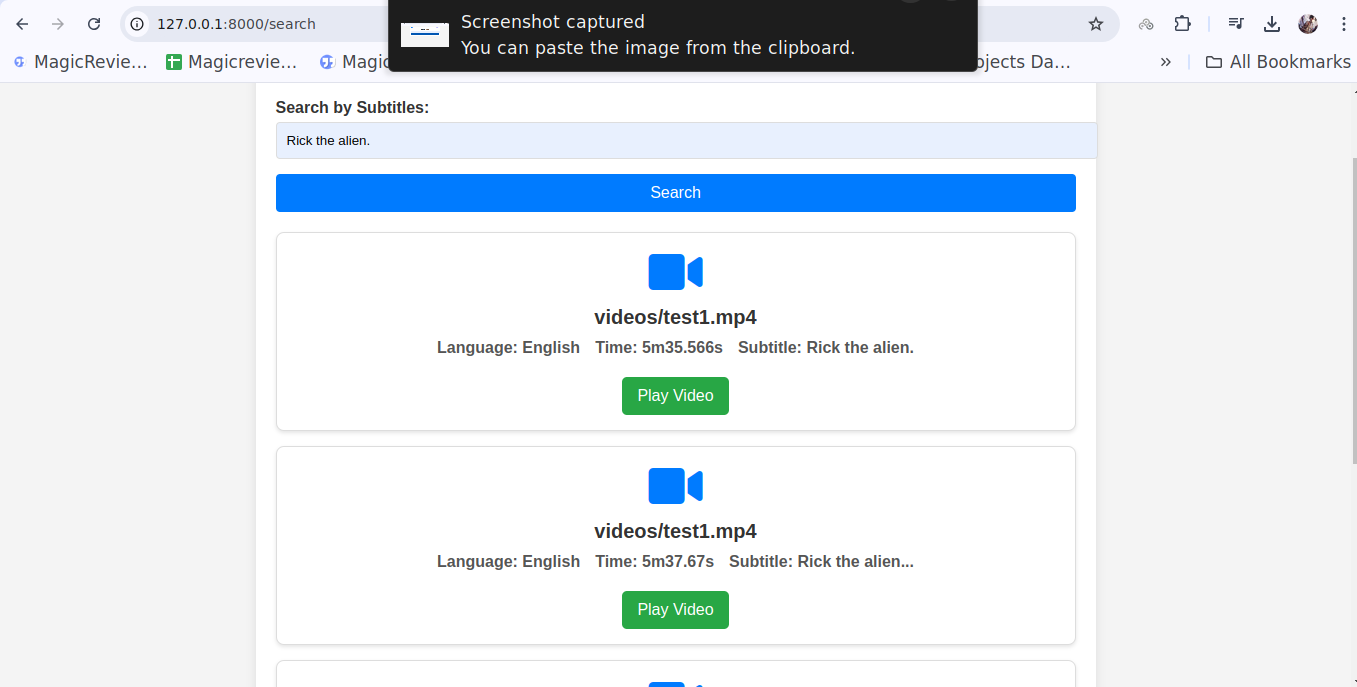 127.0.0.1:8000/search
Screenshot captured
You can paste the image from the clipboard.
MagicRevie...
Magicrevie...
Magic
ojects Da...
»
All Bookmarks
Search by Subtitles:
Rick the alien.
Search
videos/test1.mp4
Language: English Time: 5m35.566s Subtitle: Rick the alien.
Play Video
videos/test1.mp4
Language: English Time: 5m37.67s Subtitle: Rick the alien...
Play Video